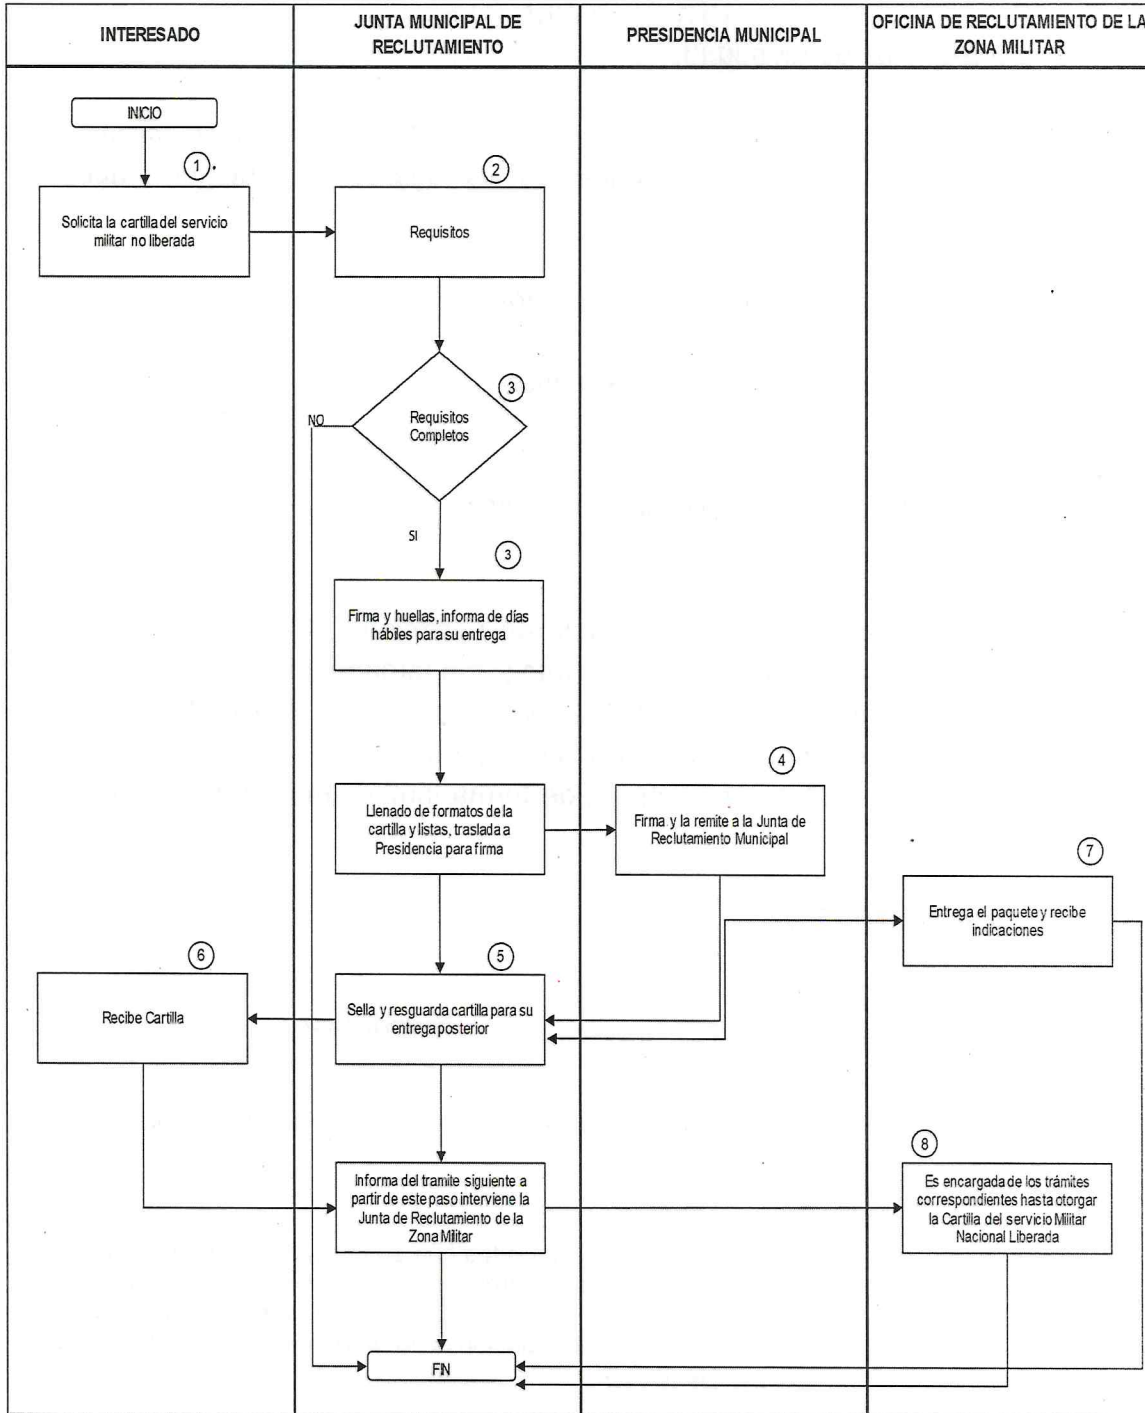 INTERESADO
JUNTA MUNICIPAL DE
RECLUTAMIENTO
PRESIDENCIA MUNICIPAL
OFICINA DE RECLUTAMIENTO DE LA
ZONA MILITAR
INICIO
1
Solicita la cartilla del servicio
militar no liberada
2
Requisitos
3
Requisitos
Completos
NO
SI
3
Firma y huellas, informa de días
hábiles para su entrega
Llenado de formatos de la
cartilla y listas, traslada a
Presidencia para firma
4
Firma y la remite a la Junta de
Reclutamiento Municipal
7
Entrega el paquete y recibe
indicaciones
6
Recibe Cartilla
5
Sella y resguarda cartilla para su
entrega posterior
Informa del tramite siguiente a
partir de este paso interviene la
Junta de Reclutamiento de la
Zona Militar
8
Es encargada de los trámites
correspondientes hasta otorgar
la Cartilla del servicio Militar
Nacional Liberada
FIN